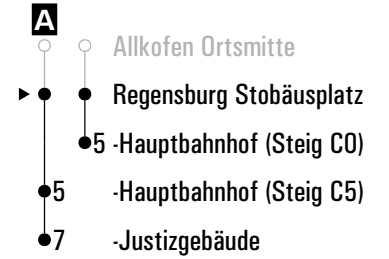 A
Allkofen Ortsmitte
Regensburg Stobäusplatz
5 -Hauptbahnhof (Steig C0)
5 -Hauptbahnhof (Steig C5)
7 -Justizgebäude